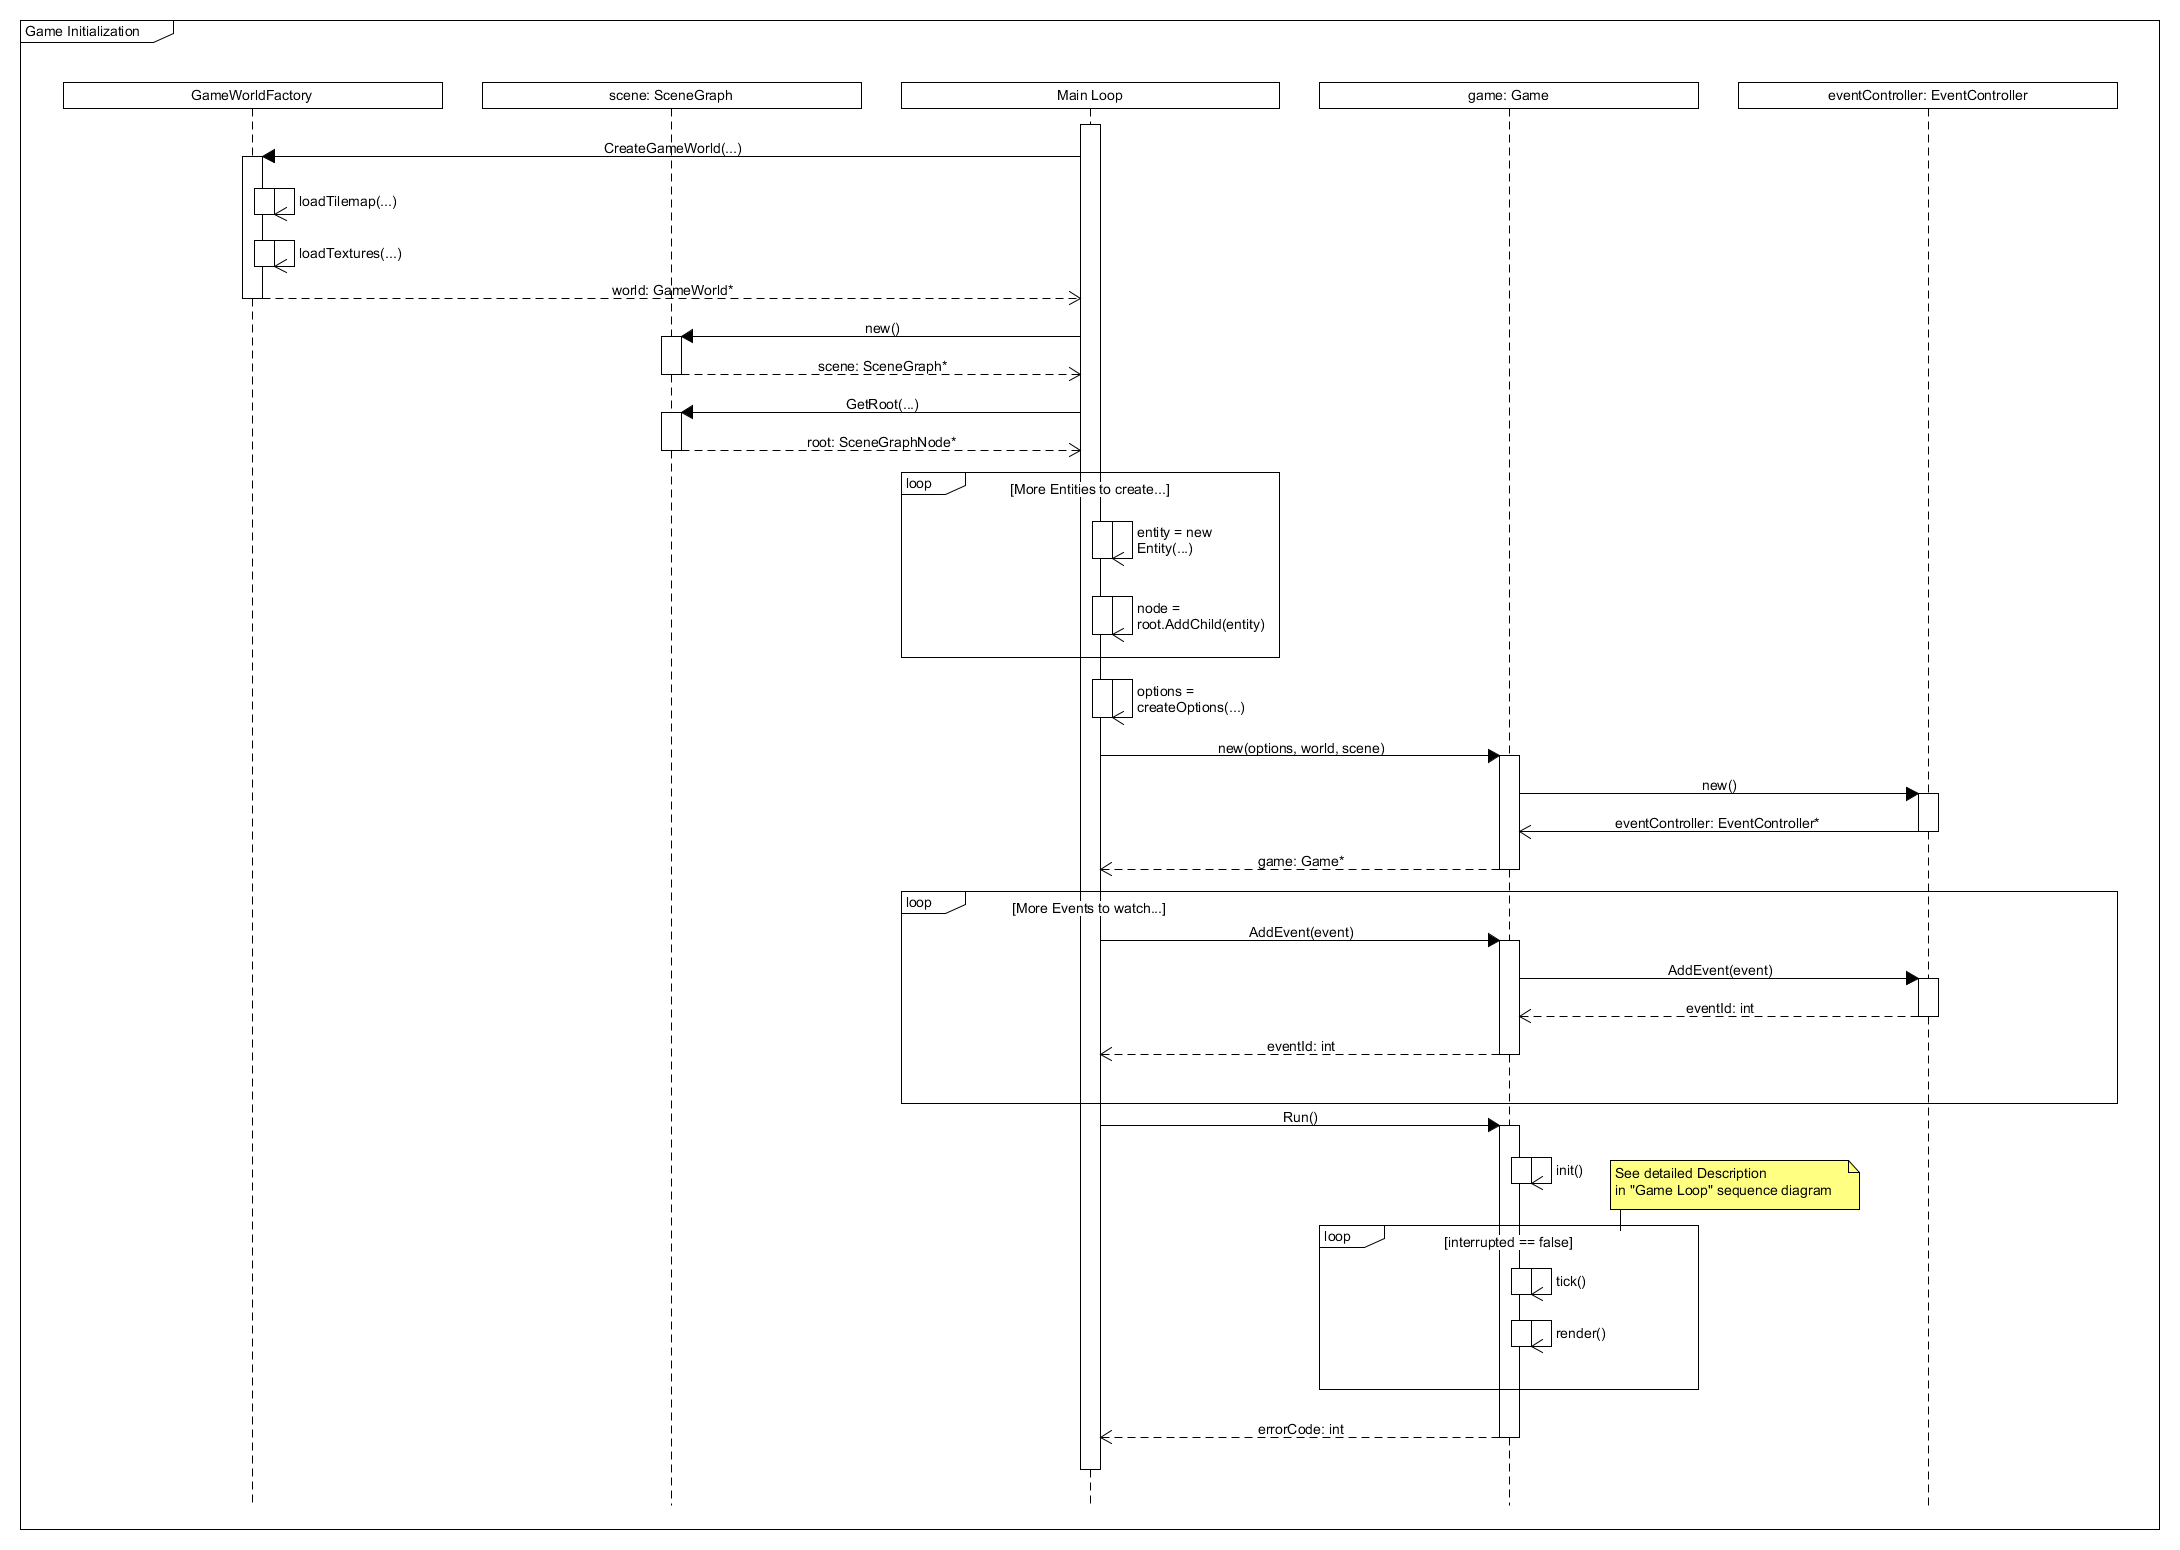 Game Initialization
GameWorldFactory
scene: SceneGraph
Main Loop
game: Game
eventController: EventController
CreateGameWorld(...)
loadTilemap(...)
loadTextures(...)
world: GameWorld*
new()
scene: SceneGraph*
GetRoot(...)
root: SceneGraphNode*
loop
[More Entities to create...]
entity = new
Entity(...)
node =
root.AddChild(entity)
options =
createOptions(...)
new(options, world, scene)
new()
eventController: EventController*
game: Game*
loop
[More Events to watch...]
AddEvent(event)
AddEvent(event)
eventId: int
eventId: int
Run()
init()
See detailed Description
in "Game Loop" sequence diagram
loop
[interrupted == false]
tick()
render()
errorCode: int